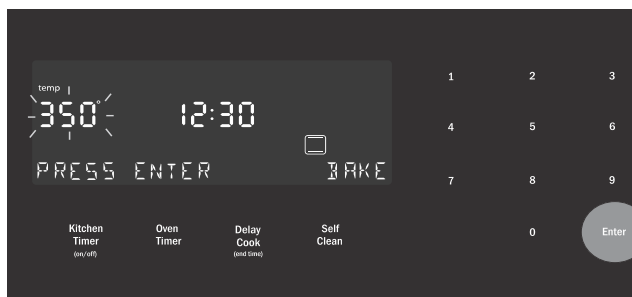 temp
350°
12:30
PRESS ENTER
BAKE
Kitchen
Timer
(on/off)
Oven
Timer
Delay
Cook
(end time)
Self
Clean
1 2 3
4 5 6
7 8 9
0 Enter